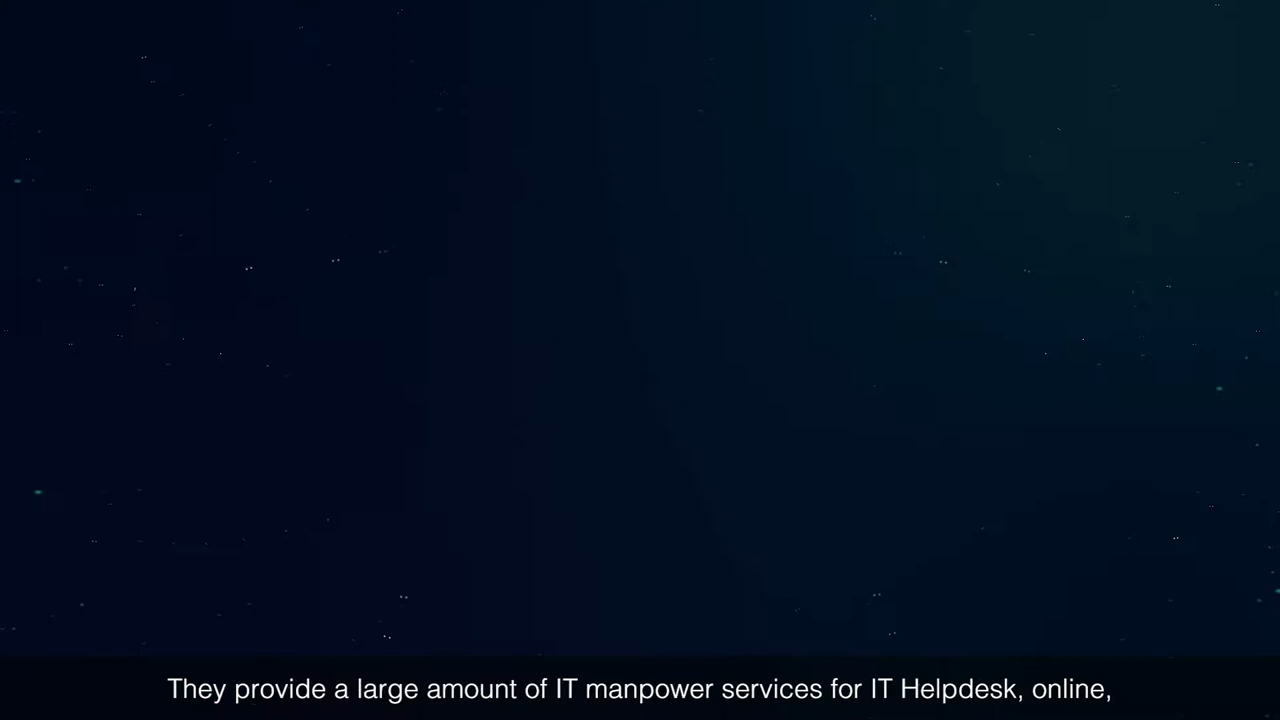 They provide a large amount of IT manpower services for IT Helpdesk, online,